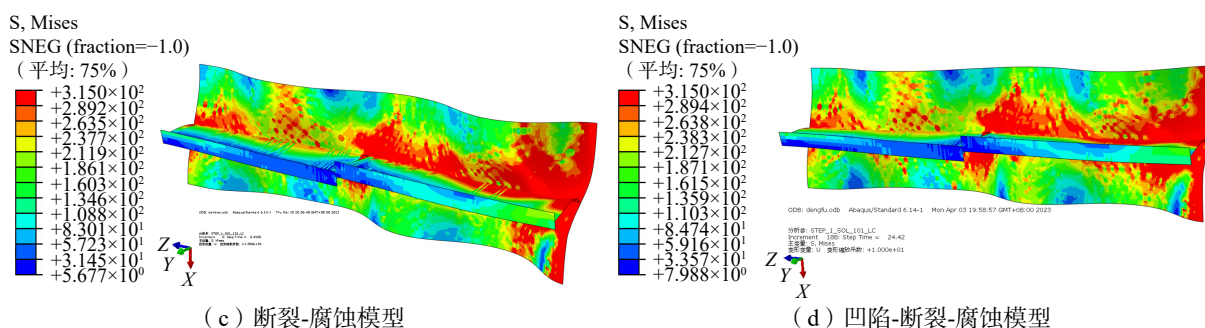 S, Mises
SNEG (fraction=−1.0)
（平均: 75%）
+3.150×10²
+2.892×10²
+2.635×10²
+2.377×10²
+2.119×10²
+1.861×10²
+1.603×10²
+1.346×10²
+1.088×10²
+8.301×10¹
+5.723×10¹
+3.145×10¹
+5.677×10⁰
Z
Y
X
（c）断裂-腐蚀模型
S, Mises
SNEG (fraction=−1.0)
（平均: 75%）
+3.150×10²
+2.894×10²
+2.638×10²
+2.383×10²
+2.127×10²
+1.871×10²
+1.615×10²
+1.359×10²
+1.103×10²
+8.474×10¹
+5.916×10¹
+3.357×10¹
+7.988×10⁰
ODB: dengfu.odb Abaqus/Standard 6.14-1 Mon Apr 03 19:58:57 GMT+08:00 2023
分析步: STEP_1_SOL_101_LC
Increment 188: Step Time = 24.42
主变量: S, Mises
变形变量: U 变形缩放系数: +1.000e+01
Z
Y
X
（d）凹陷-断裂-腐蚀模型